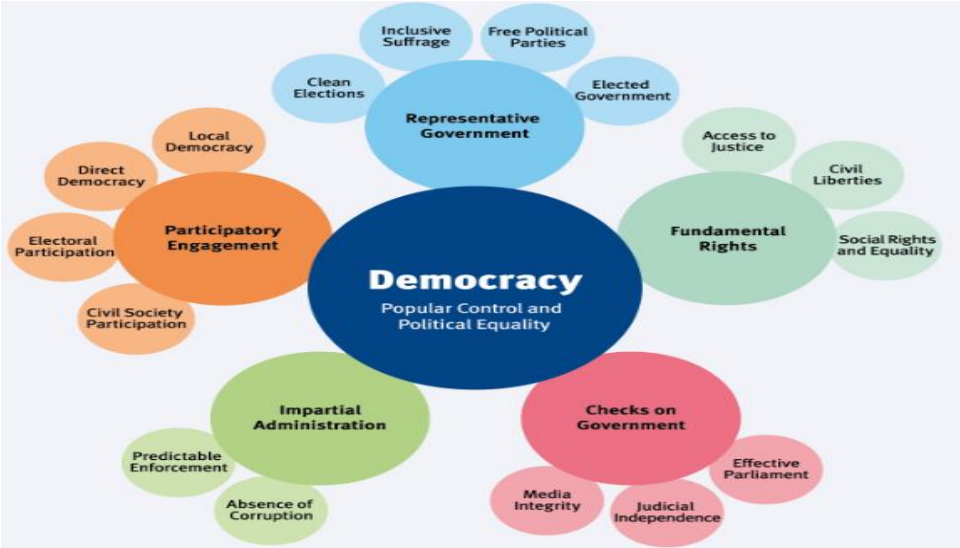 Democracy
Popular Control and
Political Equality
Representative
Government
Clean
Elections
Inclusive
Suffrage
Free Political
Parties
Elected
Government
Fundamental
Rights
Access to
Justice
Civil
Liberties
Social Rights
and Equality
Checks on
Government
Effective
Parliament
Judicial
Independence
Media
Integrity
Impartial
Administration
Absence of
Corruption
Predictable
Enforcement
Participatory
Engagement
Civil Society
Participation
Electoral
Participation
Direct
Democracy
Local
Democracy